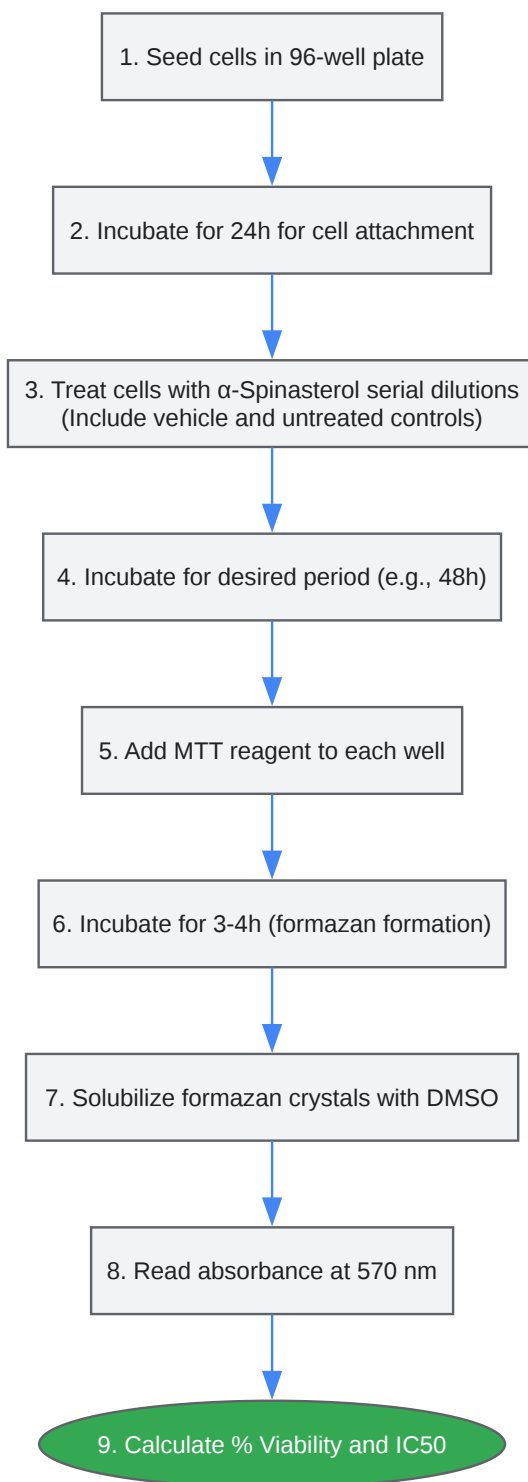 1. Seed cells in 96-well plate
2. Incubate for 24h for cell attachment
3. Treat cells with α-Spinasterol serial dilutions
(Include vehicle and untreated controls)
4. Incubate for desired period (e.g., 48h)
5. Add MTT reagent to each well
6. Incubate for 3-4h (formazan formation)
7. Solubilize formazan crystals with DMSO
8. Read absorbance at 570 nm
9. Calculate % Viability and IC50